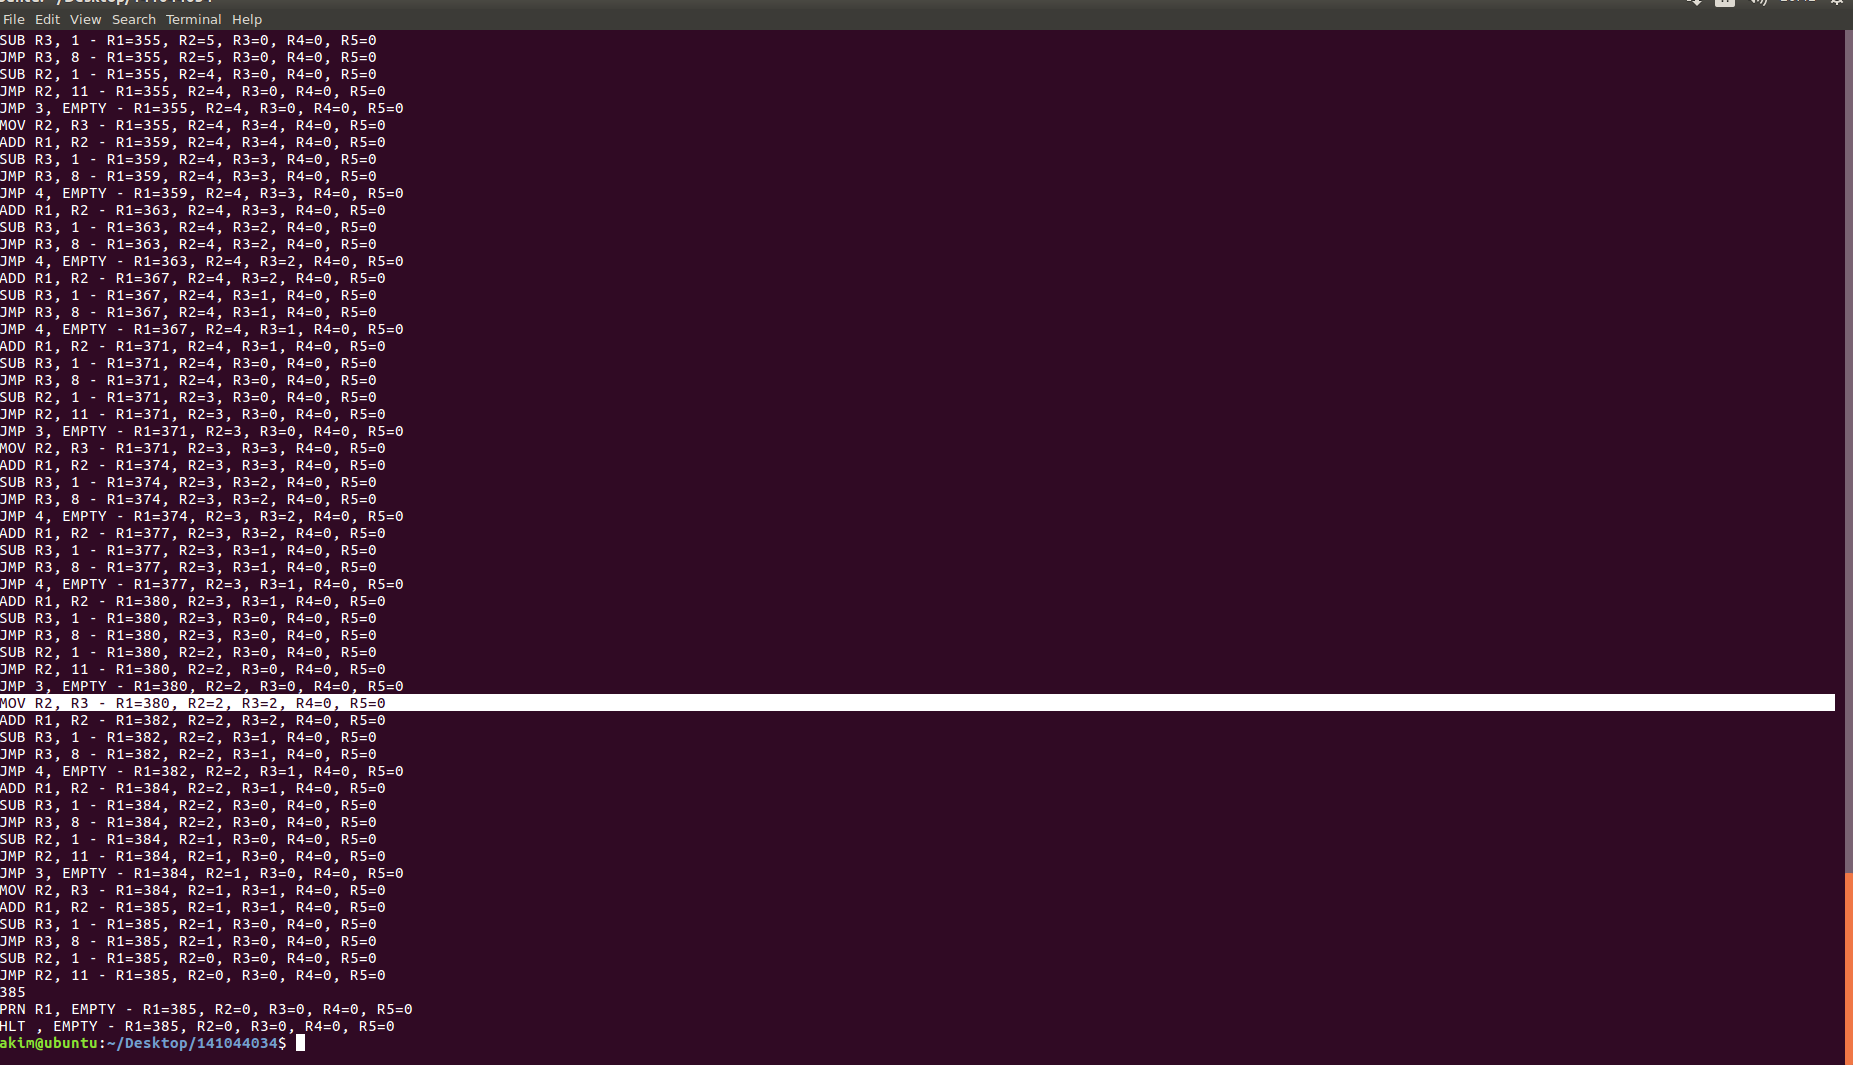 File Edit View Search Terminal Help
SUB R3, 1 - R1=355, R2=5, R3=0, R4=0, R5=0
JMP R3, 8 - R1=355, R2=5, R3=0, R4=0, R5=0
SUB R2, 1 - R1=355, R2=4, R3=0, R4=0, R5=0
JMP R2, 11 - R1=355, R2=4, R3=0, R4=0, R5=0
JMP 3, EMPTY - R1=355, R2=4, R3=0, R4=0, R5=0
MOV R2, R3 - R1=355, R2=4, R3=4, R4=0, R5=0
ADD R1, R2 - R1=359, R2=4, R3=4, R4=0, R5=0
SUB R3, 1 - R1=359, R2=4, R3=3, R4=0, R5=0
JMP R3, 8 - R1=359, R2=4, R3=3, R4=0, R5=0
JMP 4, EMPTY - R1=359, R2=4, R3=3, R4=0, R5=0
ADD R1, R2 - R1=363, R2=4, R3=3, R4=0, R5=0
SUB R3, 1 - R1=363, R2=4, R3=2, R4=0, R5=0
JMP R3, 8 - R1=363, R2=4, R3=2, R4=0, R5=0
JMP 4, EMPTY - R1=363, R2=4, R3=2, R4=0, R5=0
ADD R1, R2 - R1=367, R2=4, R3=2, R4=0, R5=0
SUB R3, 1 - R1=367, R2=4, R3=1, R4=0, R5=0
JMP R3, 8 - R1=367, R2=4, R3=1, R4=0, R5=0
JMP 4, EMPTY - R1=367, R2=4, R3=1, R4=0, R5=0
ADD R1, R2 - R1=371, R2=4, R3=1, R4=0, R5=0
SUB R3, 1 - R1=371, R2=4, R3=0, R4=0, R5=0
JMP R3, 8 - R1=371, R2=4, R3=0, R4=0, R5=0
SUB R2, 1 - R1=371, R2=3, R3=0, R4=0, R5=0
JMP R2, 11 - R1=371, R2=3, R3=0, R4=0, R5=0
JMP 3, EMPTY - R1=371, R2=3, R3=0, R4=0, R5=0
MOV R2, R3 - R1=371, R2=3, R3=3, R4=0, R5=0
ADD R1, R2 - R1=374, R2=3, R3=3, R4=0, R5=0
SUB R3, 1 - R1=374, R2=3, R3=2, R4=0, R5=0
JMP R3, 8 - R1=374, R2=3, R3=2, R4=0, R5=0
JMP 4, EMPTY - R1=374, R2=3, R3=2, R4=0, R5=0
ADD R1, R2 - R1=377, R2=3, R3=2, R4=0, R5=0
SUB R3, 1 - R1=377, R2=3, R3=1, R4=0, R5=0
JMP R3, 8 - R1=377, R2=3, R3=1, R4=0, R5=0
JMP 4, EMPTY - R1=377, R2=3, R3=1, R4=0, R5=0
ADD R1, R2 - R1=380, R2=3, R3=1, R4=0, R5=0
SUB R3, 1 - R1=380, R2=3, R3=0, R4=0, R5=0
JMP R3, 8 - R1=380, R2=3, R3=0, R4=0, R5=0
SUB R2, 1 - R1=380, R2=2, R3=0, R4=0, R5=0
JMP R2, 11 - R1=380, R2=2, R3=0, R4=0, R5=0
JMP 3, EMPTY - R1=380, R2=2, R3=0, R4=0, R5=0
MOV R2, R3 - R1=380, R2=2, R3=2, R4=0, R5=0
ADD R1, R2 - R1=382, R2=2, R3=2, R4=0, R5=0
SUB R3, 1 - R1=382, R2=2, R3=1, R4=0, R5=0
JMP R3, 8 - R1=382, R2=2, R3=1, R4=0, R5=0
JMP 4, EMPTY - R1=382, R2=2, R3=1, R4=0, R5=0
ADD R1, R2 - R1=384, R2=2, R3=1, R4=0, R5=0
SUB R3, 1 - R1=384, R2=2, R3=0, R4=0, R5=0
JMP R3, 8 - R1=384, R2=2, R3=0, R4=0, R5=0
SUB R2, 1 - R1=384, R2=1, R3=0, R4=0, R5=0
JMP R2, 11 - R1=384, R2=1, R3=0, R4=0, R5=0
JMP 3, EMPTY - R1=384, R2=1, R3=0, R4=0, R5=0
MOV R2, R3 - R1=384, R2=1, R3=1, R4=0, R5=0
ADD R1, R2 - R1=385, R2=1, R3=1, R4=0, R5=0
SUB R3, 1 - R1=385, R2=1, R3=0, R4=0, R5=0
JMP R3, 8 - R1=385, R2=1, R3=0, R4=0, R5=0
SUB R2, 1 - R1=385, R2=0, R3=0, R4=0, R5=0
JMP R2, 11 - R1=385, R2=0, R3=0, R4=0, R5=0
385
PRN R1, EMPTY - R1=385, R2=0, R3=0, R4=0, R5=0
HLT , EMPTY - R1=385, R2=0, R3=0, R4=0, R5=0
akim@ubuntu:~/Desktop/141044034$